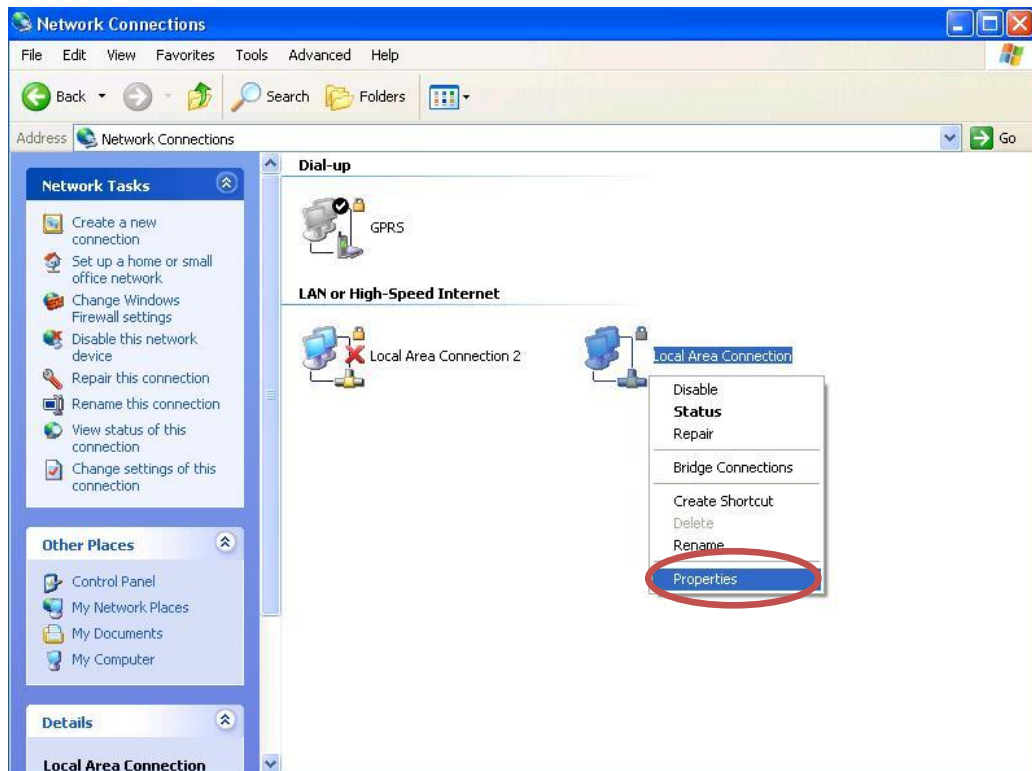 Network Connections
File Edit View Favorites Tools Advanced Help
Back Search Folders
Address Network Connections Go
Network Tasks
Create a new
connection
Set up a home or small
office network
Change Windows
Firewall settings
Disable this network
device
Repair this connection
Rename this connection
View status of this
connection
Change settings of this
connection
Other Places
Control Panel
My Network Places
My Documents
My Computer
Details
Local Area Connection
Dial-up
GPRS
LAN or High-Speed Internet
Local Area Connection 2
Local Area Connection
Disable
Status
Repair
Bridge Connections
Create Shortcut
Delete
Rename
Properties